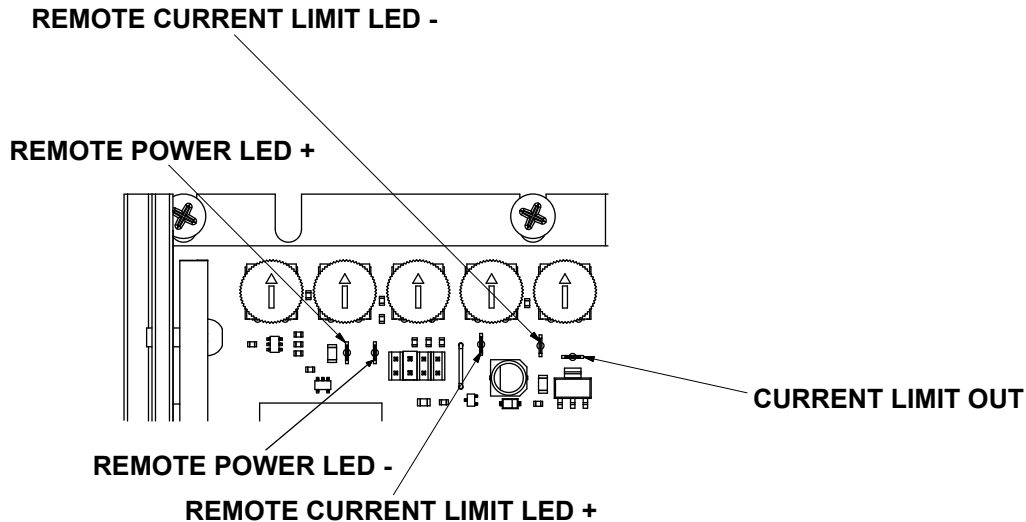 REMOTE CURRENT LIMIT LED -
REMOTE POWER LED +
CURRENT LIMIT OUT
REMOTE POWER LED -
REMOTE CURRENT LIMIT LED +